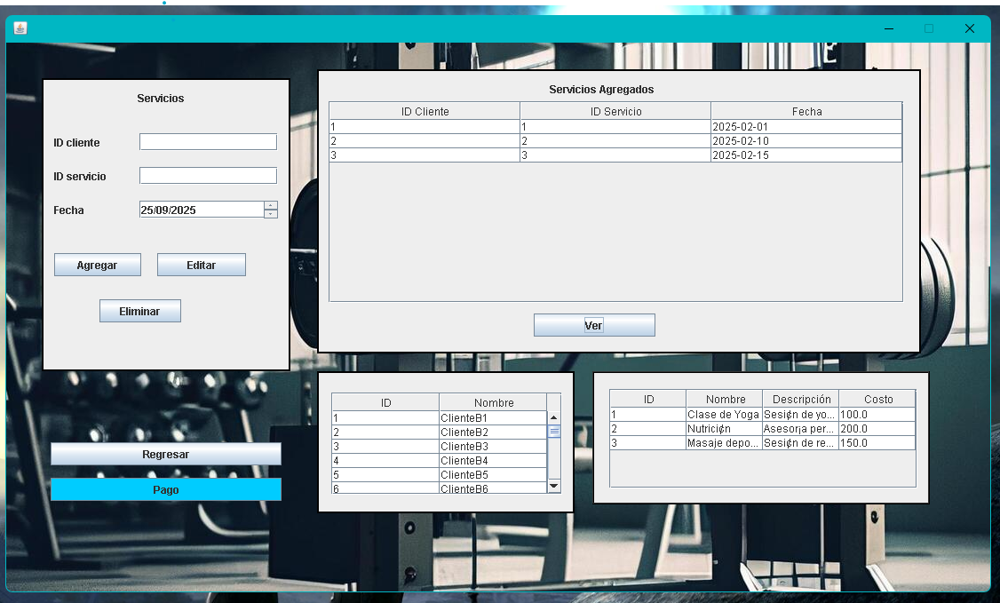 Servicios
ID cliente
ID servicio
Fecha 25/09/2025
Agregar Editar
Eliminar
Servicios Agregados
ID Cliente ID Servicio Fecha
1 1 2025-02-01
2 2 2025-02-10
3 3 2025-02-15
Ver
Regresar
Pago
ID Nombre
1 ClienteB1
2 ClienteB2
3 ClienteB3
4 ClienteB4
5 ClienteB5
6 ClienteB6
ID Nombre Descripción Costo
1 Clase de Yoga Sesi¢n de yo... 100.0
2 Nutrici¢n Asesor¡a per... 200.0
3 Masaje depo... Sesi¢n de re... 150.0